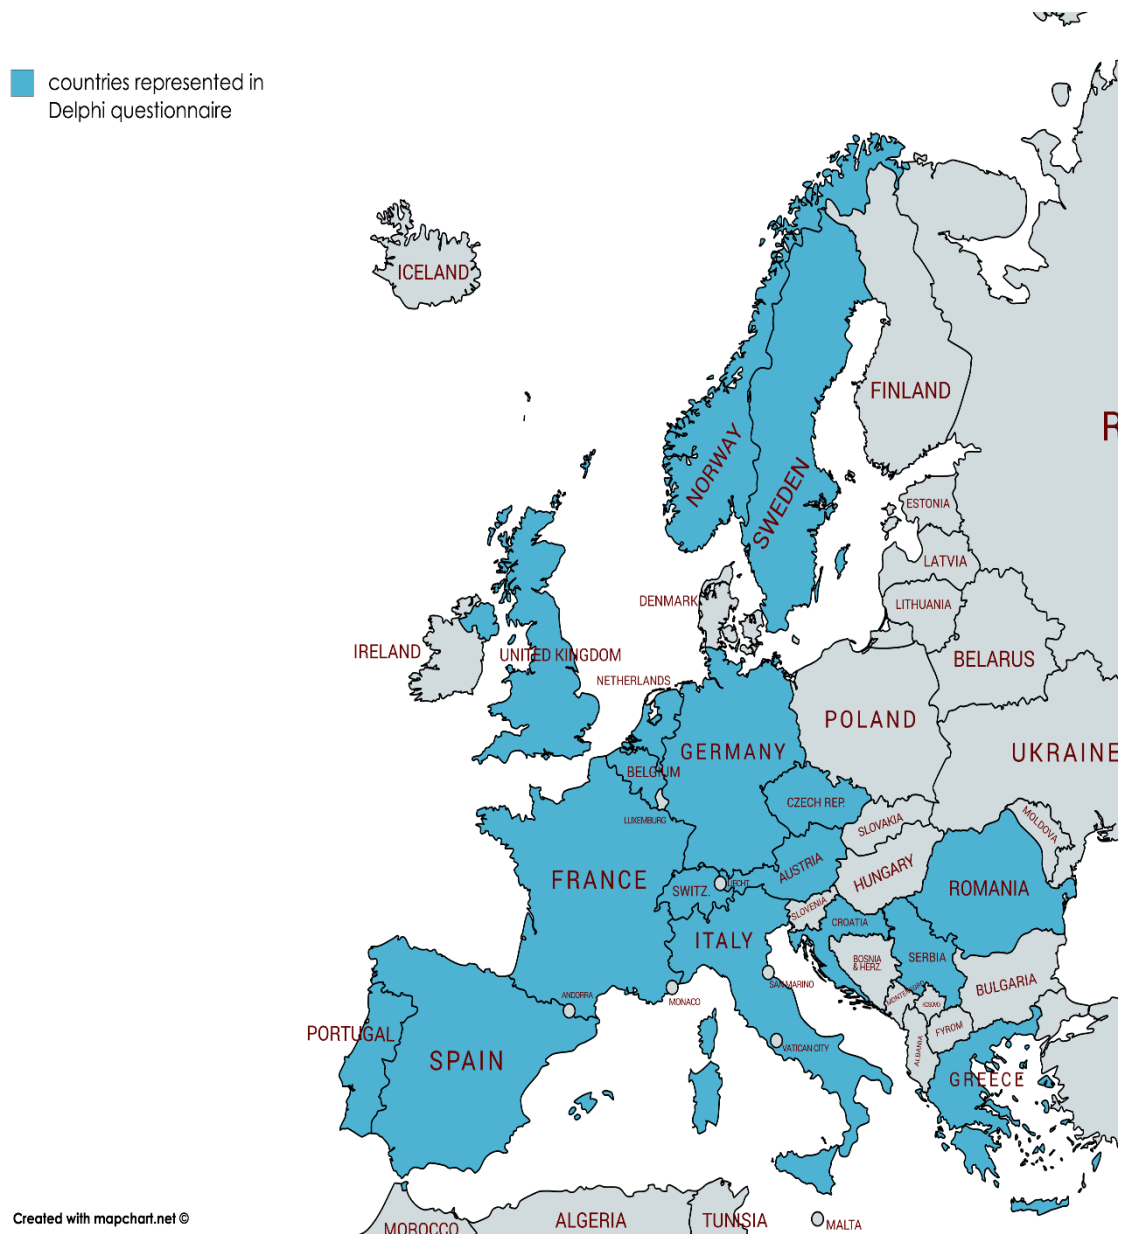 countries represented in
Delphi questionnaire
ICELAND
FINLAND
R
NORWAY
SWEDEN
ESTONIA
LATVIA
DENMARK
LITHUANIA
IRELAND
UNITED KINGDOM
BELARUS
NETHERLANDS
POLAND
GERMANY
UKRAINE
BELGIUM
CZECH REP.
LUXEMBURG
SLOVAKIA
MOLDOVA
FRANCE
SWITZ.
LIECHT.
AUSTRIA
HUNGARY
ROMANIA
SLOVENIA
CROATIA
ITALY
BOSNIA
& HERZ.
SERBIA
SAN MARINO
BULGARIA
ANDORRA
MONACO
MONTENEGRO
KOSOVO
PORTUGAL
SPAIN
VATICAN CITY
ALBANIA
FYROM
GREECE
Created with mapchart.net ©
MOROCCO
ALGERIA
TUNISIA
MALTA